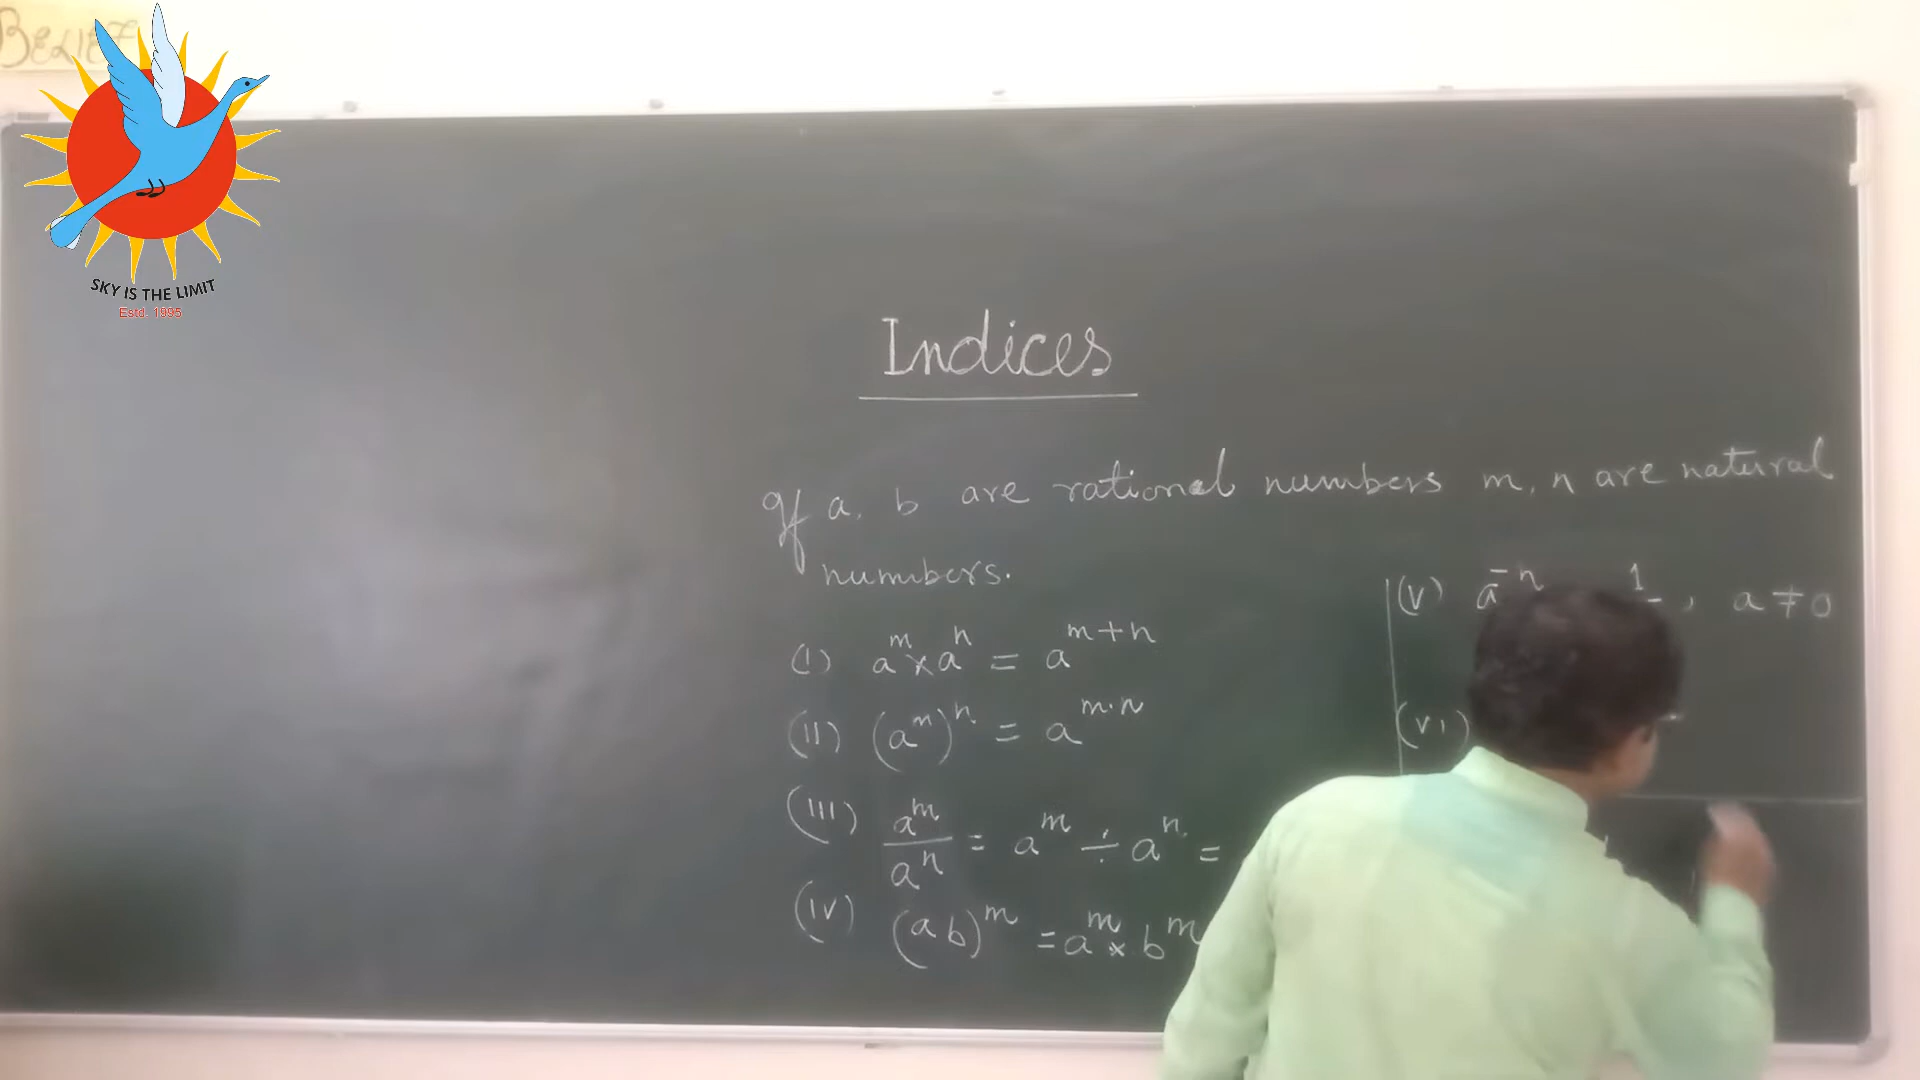 BELIEF
SKY IS THE LIMIT
Estd. 1995
Indices
If a, b are rational numbers m, n are natural
numbers.
(I) a^m × a^n = a^{m+n}
(II) (a^m)^n = a^{m·n}
(III) a^m / a^n = a^m ÷ a^n =
(IV) (ab)^m = a^m × b^m
(V) a^{-n} 1 , a ≠ 0
(VI)